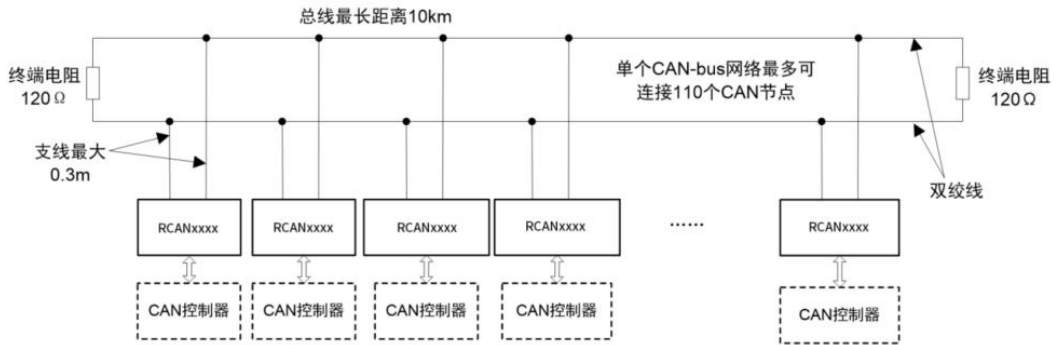 总线最长距离10km
终端电阻
120Ω
单个CAN-bus网络最多可
连接110个CAN节点
终端电阻
120Ω
支线最大
0.3m
双绞线
RCANxxxx
RCANxxxx
RCANxxxx
RCANxxxx
……
RCANxxxx
CAN控制器
CAN控制器
CAN控制器
CAN控制器
CAN控制器